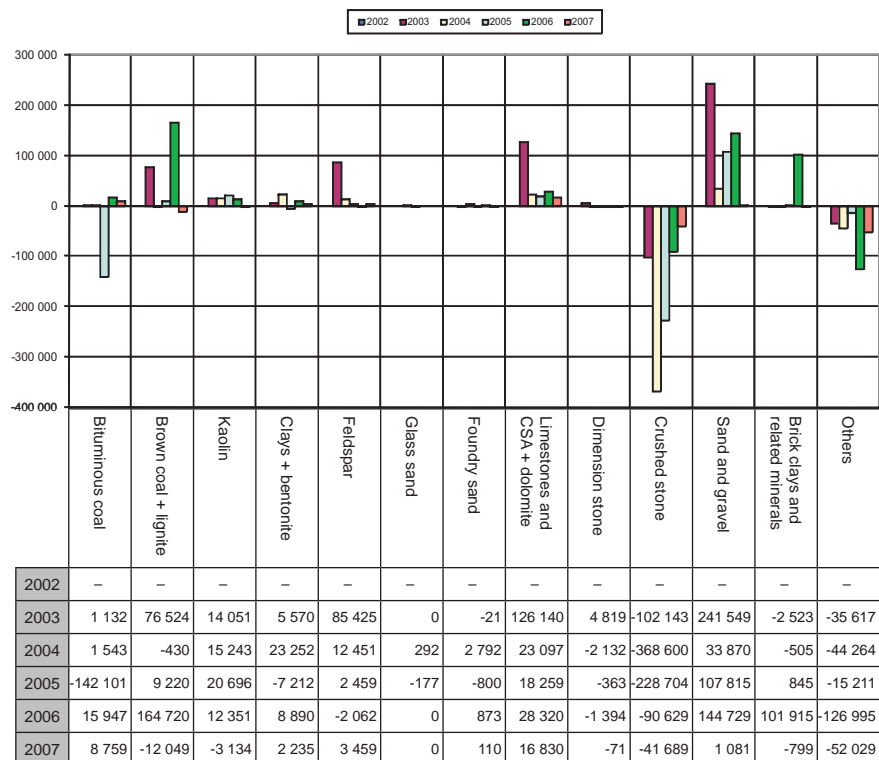 2002 2003 2004 2005 2006 2007
300 000
200 000
100 000
0
-100 000
-200 000
-300 000
-400 000
Bituminous coal
Brown coal + lignite
Kaolin
Clays + bentonite
Feldspar
Glass sand
Foundry sand
Limestones and
CSA + dolomite
Dimension stone
Crushed stone
Sand and gravel
Brick clays and
related minerals
Others
2002 – – – – – – – – – – – – –
2003 1 132 76 524 14 051 5 570 85 425 0 -21 126 140 4 819 -102 143 241 549 -2 523 -35 617
2004 1 543 -430 15 243 23 252 12 451 292 2 792 23 097 -2 132 -368 600 33 870 -505 -44 264
2005 -142 101 9 220 20 696 -7 212 2 459 -177 -800 18 259 -363 -228 704 107 815 845 -15 211
2006 15 947 164 720 12 351 8 890 -2 062 0 873 28 320 -1 394 -90 629 144 729 101 915 -126 995
2007 8 759 -12 049 -3 134 2 235 3 459 0 110 16 830 -71 -41 689 1 081 -799 -52 029